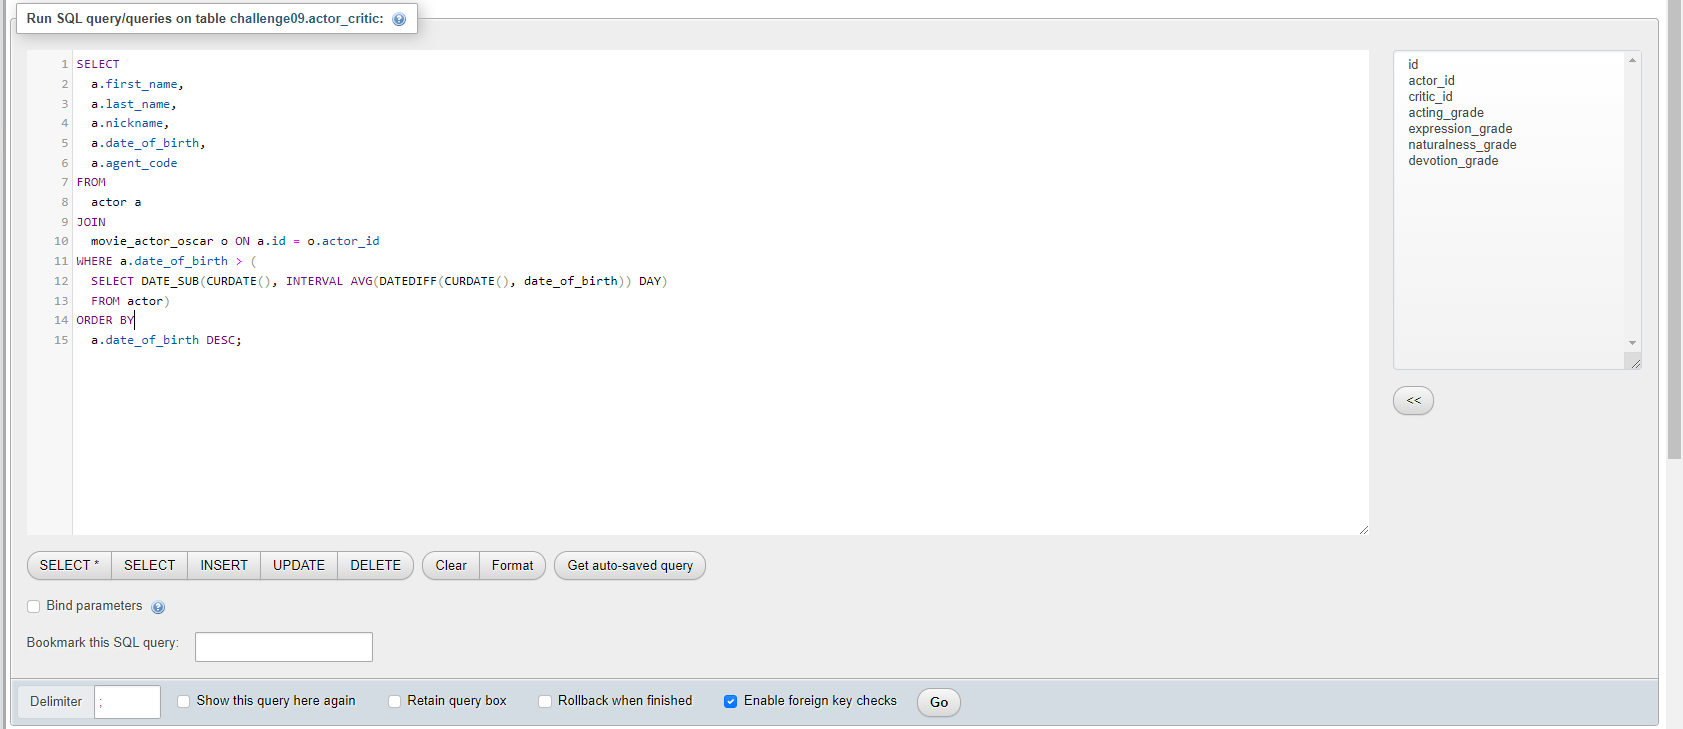 Run SQL query/queries on table challenge09.actor_critic:
1 SELECT
2 a.first_name,
3 a.last_name,
4 a.nickname,
5 a.date_of_birth,
6 a.agent_code
7 FROM
8 actor a
9 JOIN
10 movie_actor_oscar o ON a.id = o.actor_id
11 WHERE a.date_of_birth > (
12 SELECT DATE_SUB(CURDATE(), INTERVAL AVG(DATEDIFF(CURDATE(), date_of_birth)) DAY)
13 FROM actor)
14 ORDER BY
15 a.date_of_birth DESC;
id
actor_id
critic_id
acting_grade
expression_grade
naturalness_grade
devotion_grade
<<
SELECT * SELECT INSERT UPDATE DELETE Clear Format Get auto-saved query
Bind parameters
Bookmark this SQL query:
Delimiter ; Show this query here again Retain query box Rollback when finished Enable foreign key checks Go